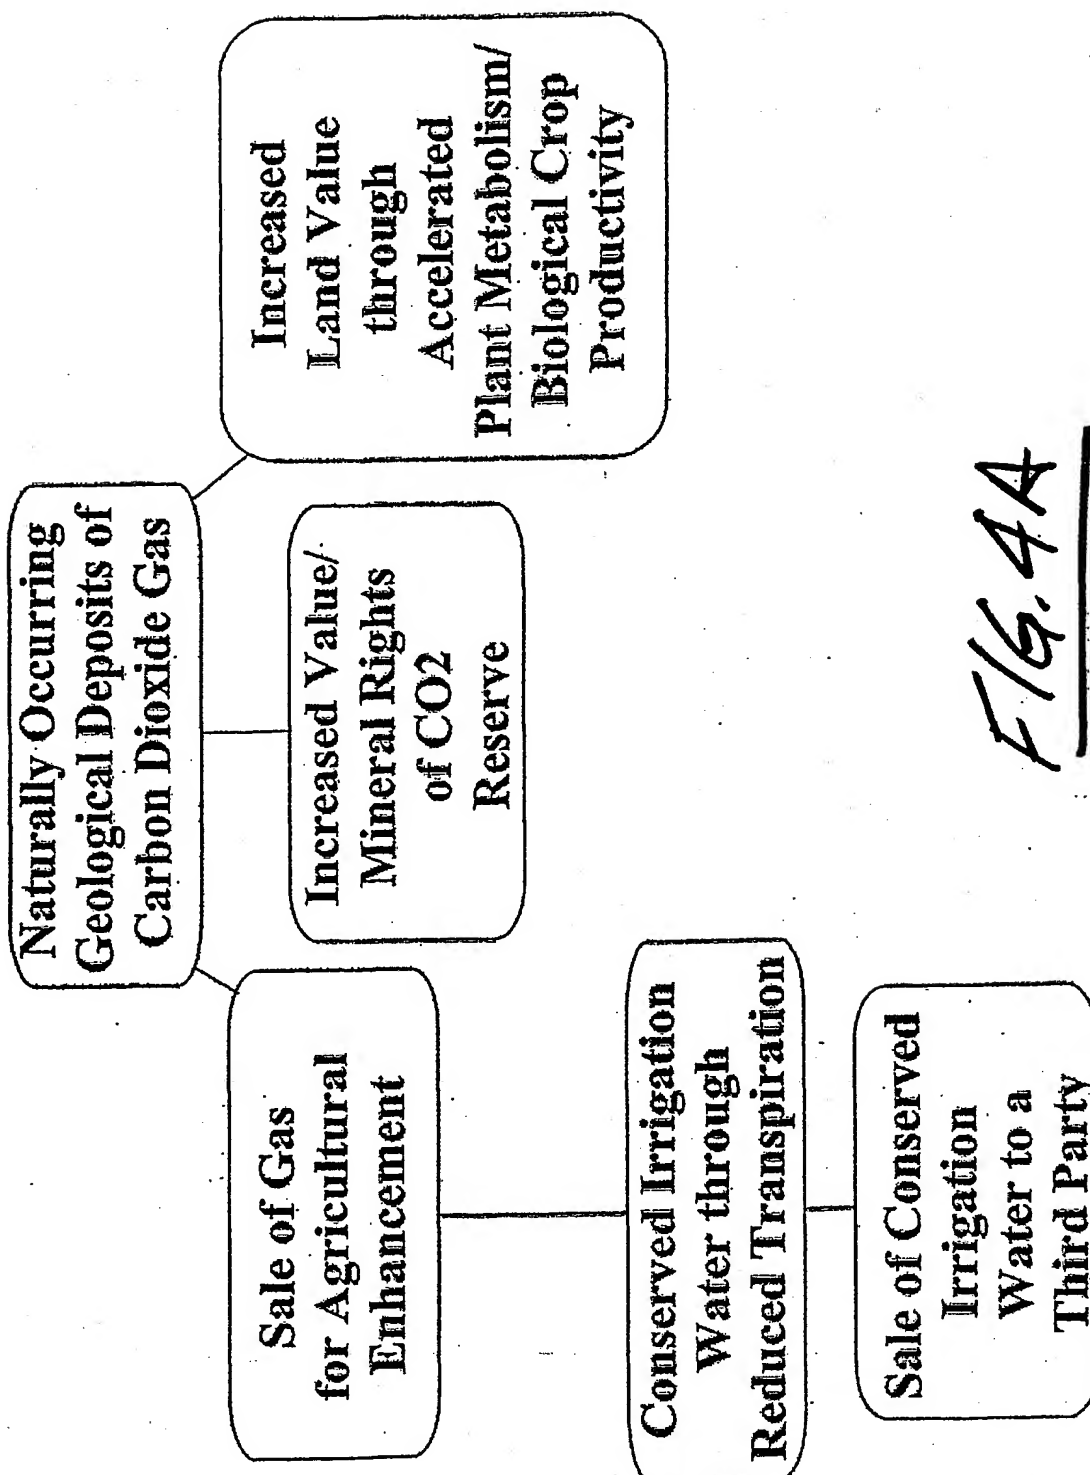 Naturally Occurring
Geological Deposits of
Carbon Dioxide Gas
Sale of Gas
for Agricultural
Enhancement
Increased Value/
Mineral Rights
of CO2
Reserve
Increased
Land Value
through
Accelerated
Plant Metabolism/
Biological Crop
Productivity
Conserved Irrigation
Water through
Reduced Transpiration
Sale of Conserved
Irrigation
Water to a
Third Party
FIG. 4A